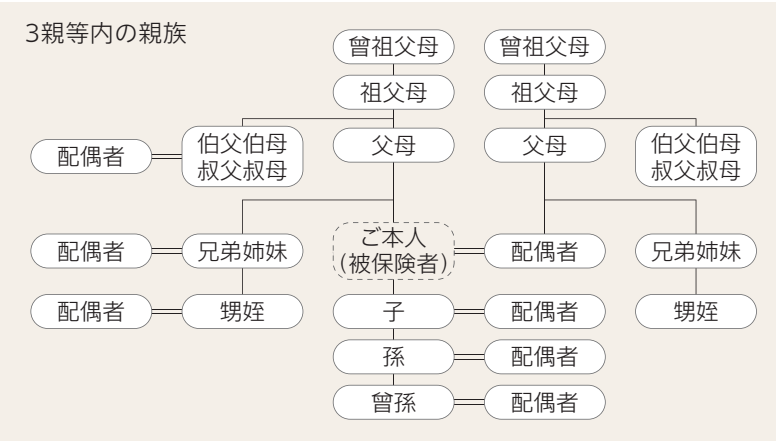 3親等内の親族
曾祖父母
曾祖父母
祖父母
祖父母
配偶者
伯父伯母
叔父叔母
父母
父母
伯父伯母
叔父叔母
配偶者
兄弟姉妹
ご本人
(被保険者)
配偶者
兄弟姉妹
配偶者
甥姪
子
配偶者
甥姪
孫
配偶者
曾孫
配偶者